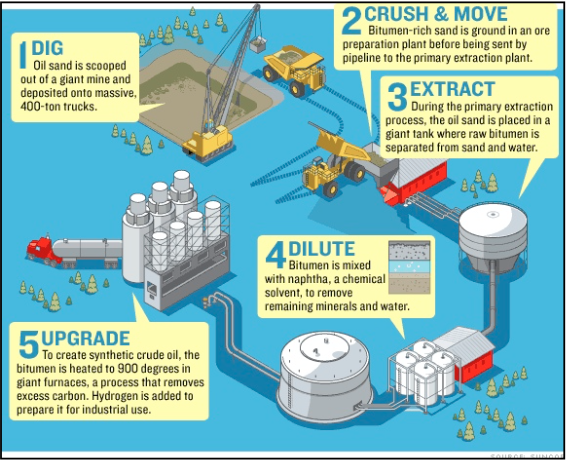 1 DIG
Oil sand is scooped
out of a giant mine and
deposited onto massive,
400-ton trucks.
2 CRUSH & MOVE
Bitumen-rich sand is ground in an ore
preparation plant before being sent by
pipeline to the primary extraction plant.
3 EXTRACT
During the primary extraction
process, the oil sand is placed in a
giant tank where raw bitumen is
separated from sand and water.
4 DILUTE
Bitumen is mixed
with naphtha, a chemical
solvent, to remove
remaining minerals and water.
5 UPGRADE
To create synthetic crude oil, the
bitumen is heated to 900 degrees in
giant furnaces, a process that removes
excess carbon. Hydrogen is added to
prepare it for industrial use.